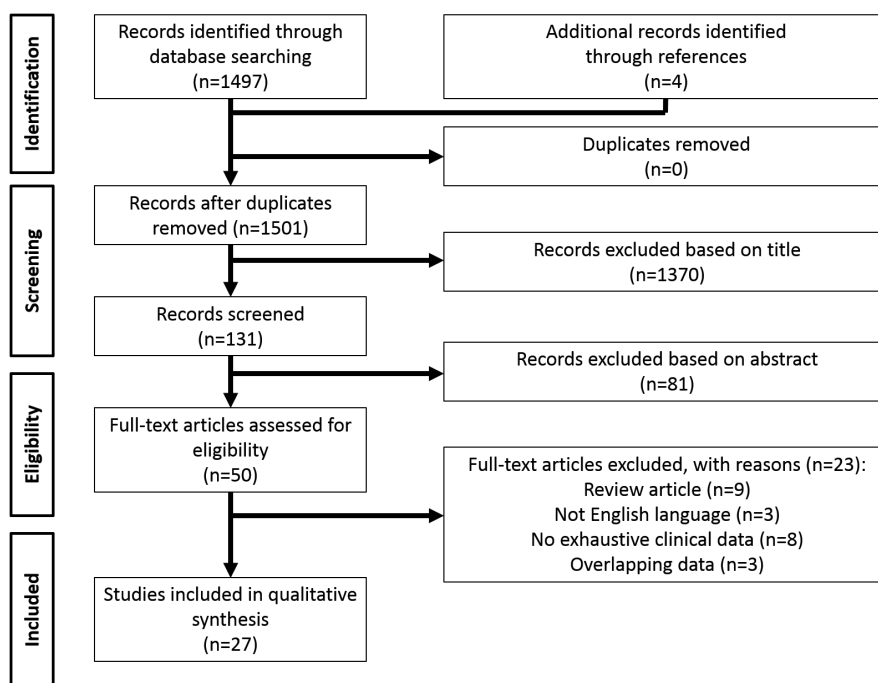 Identification
Records identified through
database searching
(n=1497)
Additional records identified
through references
(n=4)
Duplicates removed
(n=0)
Screening
Records after duplicates
removed (n=1501)
Records excluded based on title
(n=1370)
Records screened
(n=131)
Records excluded based on abstract
(n=81)
Eligibility
Full-text articles assessed for
eligibility
(n=50)
Full-text articles excluded, with reasons (n=23):
Review article (n=9)
Not English language (n=3)
No exhaustive clinical data (n=8)
Overlapping data (n=3)
Included
Studies included in qualitative
synthesis
(n=27)